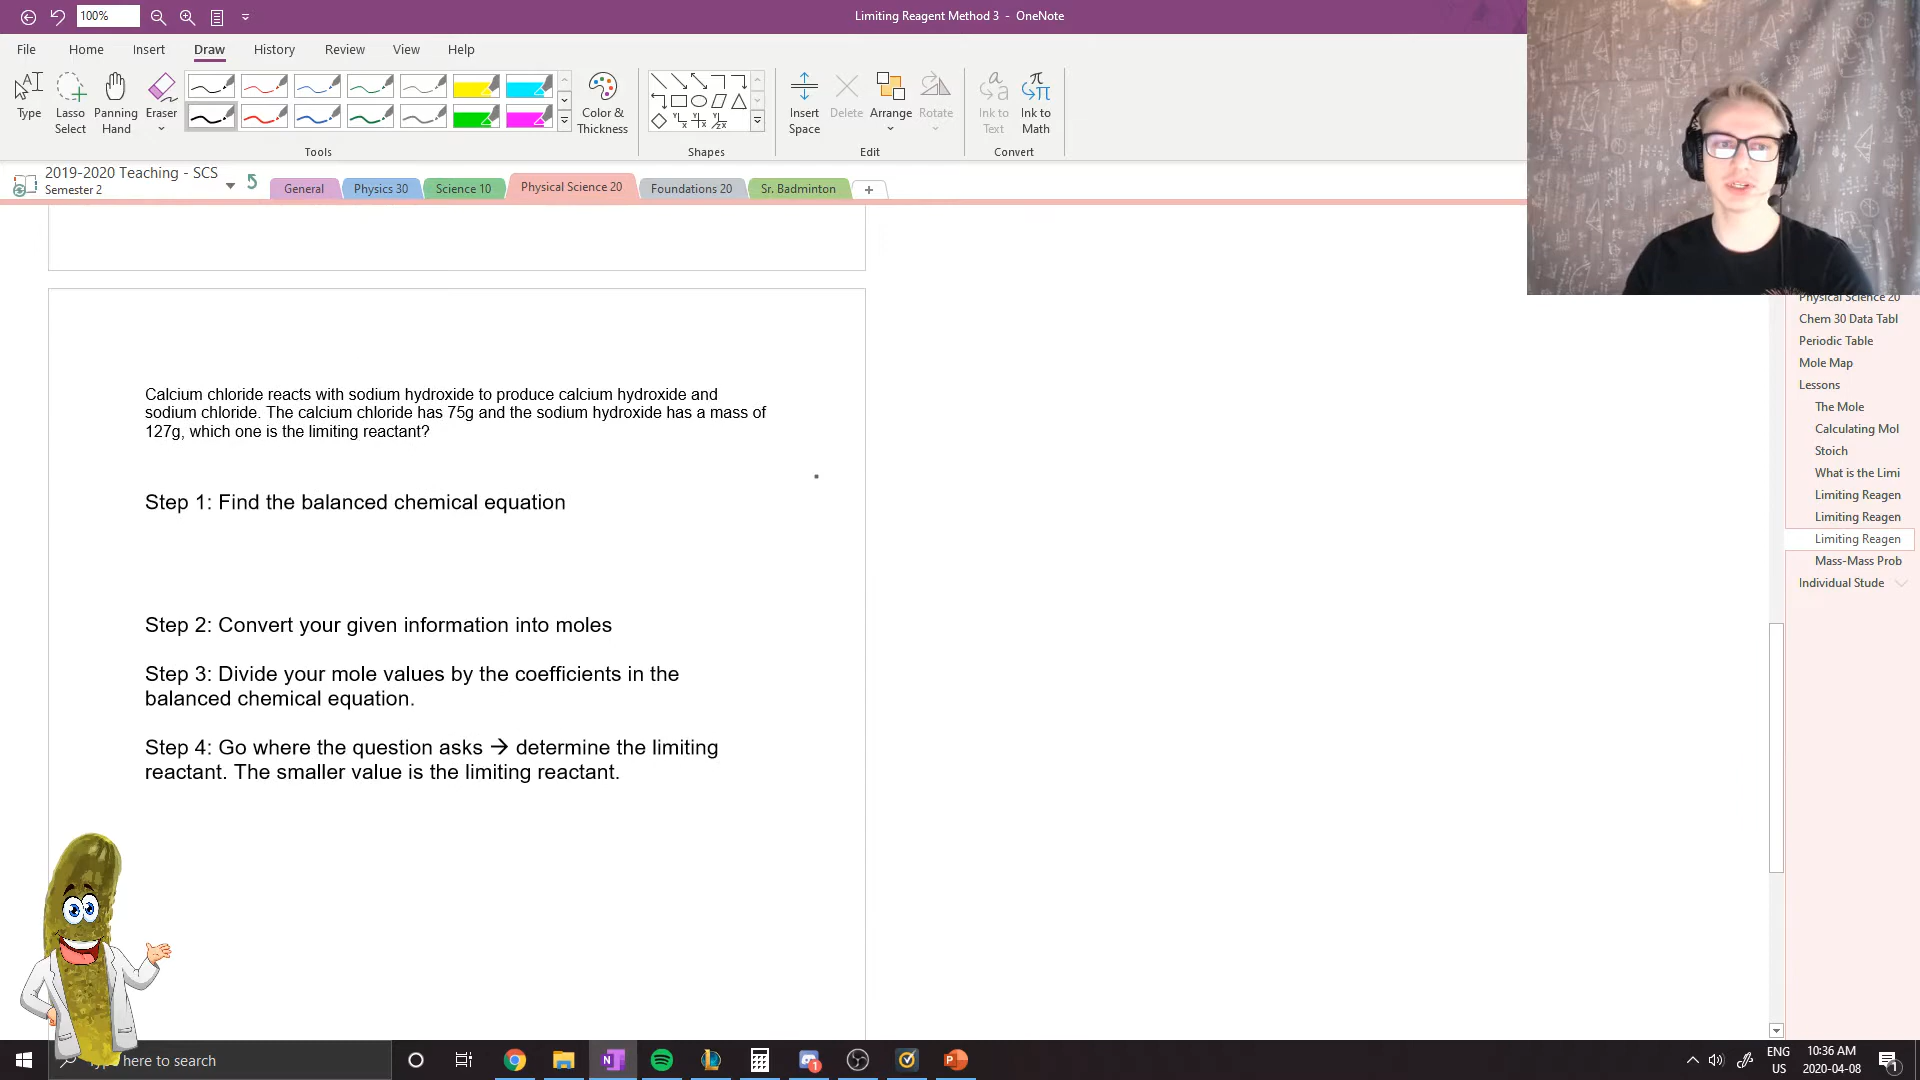 100%
Limiting Reagent Method 3 - OneNote
File Home Insert Draw History Review View Help
Type
Lasso Select
Panning Hand
Eraser
Color & Thickness
Insert Space
Delete
Arrange
Rotate
Ink to Text
Ink to Math
Tools
Shapes
Edit
Convert
2019-2020 Teaching - SCS
Semester 2
General
Physics 30
Science 10
Physical Science 20
Foundations 20
Sr. Badminton
Physical Science 20
Chem 30 Data Tabl
Periodic Table
Mole Map
Lessons
The Mole
Calculating Mol
Stoich
What is the Limi
Limiting Reagen
Limiting Reagen
Limiting Reagen
Mass-Mass Prob
Individual Stude
Calcium chloride reacts with sodium hydroxide to produce calcium hydroxide and
sodium chloride. The calcium chloride has 75g and the sodium hydroxide has a mass of
127g, which one is the limiting reactant?
Step 1: Find the balanced chemical equation
Step 2: Convert your given information into moles
Step 3: Divide your mole values by the coefficients in the
balanced chemical equation.
Step 4: Go where the question asks → determine the limiting
reactant. The smaller value is the limiting reactant.
here to search
ENG
US
10:36 AM
2020-04-08